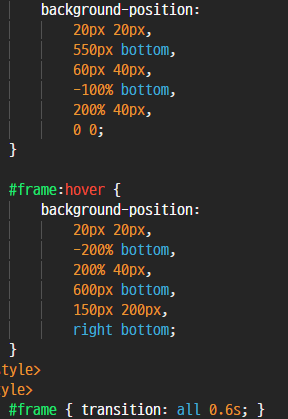 background-position:
20px 20px,
550px bottom,
60px 40px,
-100% bottom,
200% 40px,
0 0;
}
#frame:hover {
background-position:
20px 20px,
-200% bottom,
200% 40px,
600px bottom,
150px 200px,
right bottom;
}
style>
tyle>
#frame { transition: all 0.6s; }